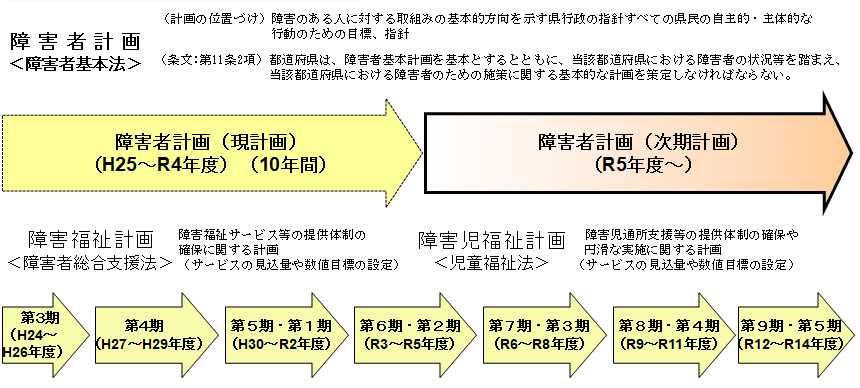 障害者計画
＜障害者基本法＞
（計画の位置づけ）障害のある人に対する取組みの基本的方向を示す県行政の指針すべての県民の自主的・主体的な
行動のための目標、指針
（条文：第11条2項）都道府県は、障害者基本計画を基本とするとともに、当該都道府県における障害者の状況等を踏まえ、
当該都道府県における障害者のための施策に関する基本的な計画を策定しなければならない。
障害者計画（現計画）
（H25～R4年度）（10年間）
障害者計画（次期計画）
（R5年度～）
障害福祉計画
＜障害者総合支援法＞
障害福祉サービス等の提供体制の
確保に関する計画
（サービスの見込量や数値目標の設定）
障害児福祉計画
＜児童福祉法＞
障害児通所支援等の提供体制の確保や
円滑な実施に関する計画
（サービスの見込量や数値目標の設定）
第3期
（H24～
H26年度）
第4期
（H27～H29年度）
第5期・第1期
（H30～R2年度）
第6期・第2期
（R3～R5年度）
第7期・第3期
（R6～R8年度）
第8期・第4期
（R9～R11年度）
第9期・第5期
（R12～R14年度）